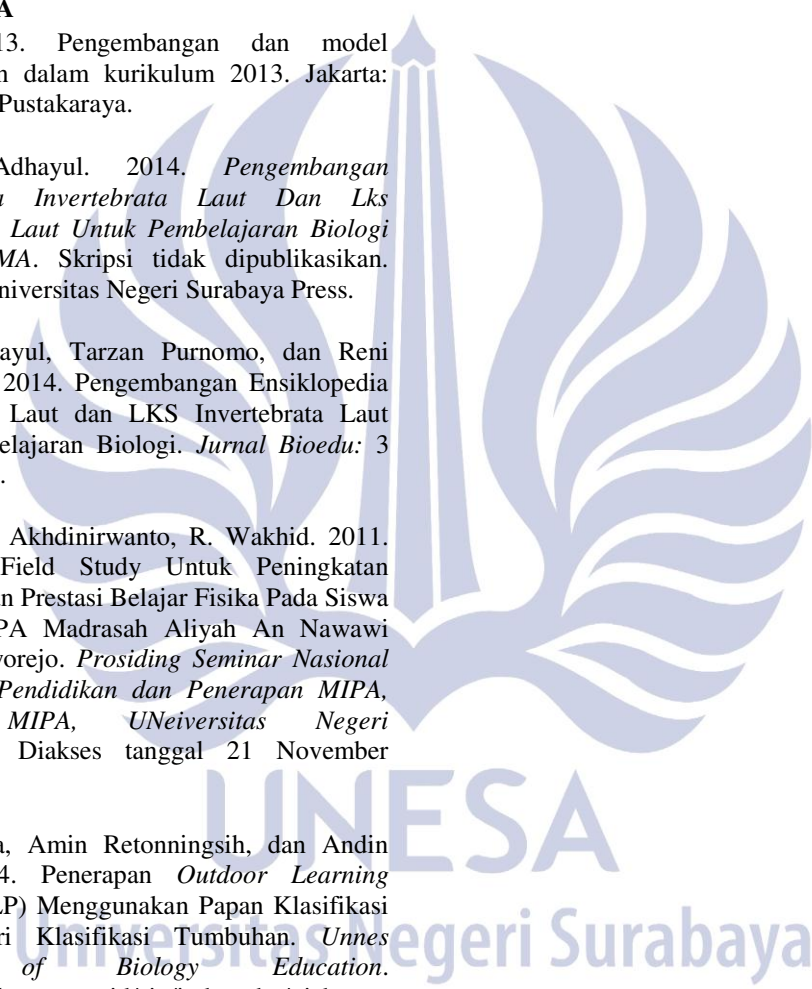 A
13. Pengembangan dan model
dalam kurikulum 2013. Jakarta:
Pustakaraya.
Adhayul. 2014. Pengembangan
Invertebrata Laut Dan Lks
Laut Untuk Pembelajaran Biologi
MA. Skripsi tidak dipublikasikan.
niversitas Negeri Surabaya Press.
ayul, Tarzan Purnomo, dan Reni
2014. Pengembangan Ensiklopedia
Laut dan LKS Invertebrata Laut
elajaran Biologi. Jurnal Bioedu: 3
.
Akhdinirwanto, R. Wakhid. 2011.
Field Study Untuk Peningkatan
n Prestasi Belajar Fisika Pada Siswa
PA Madrasah Aliyah An Nawawi
vorejo. Prosiding Seminar Nasional
Pendidikan dan Penerapan MIPA,
MIPA, UNeiversitas Negeri
Diakses tanggal 21 November
a, Amin Retonningsih, dan Andin
4. Penerapan Outdoor Learning
LP) Menggunakan Papan Klasifikasi
ri Klasifikasi Tumbuhan. Unnes
of Biology Education.
UNESA
Universitas Negeri Surabaya